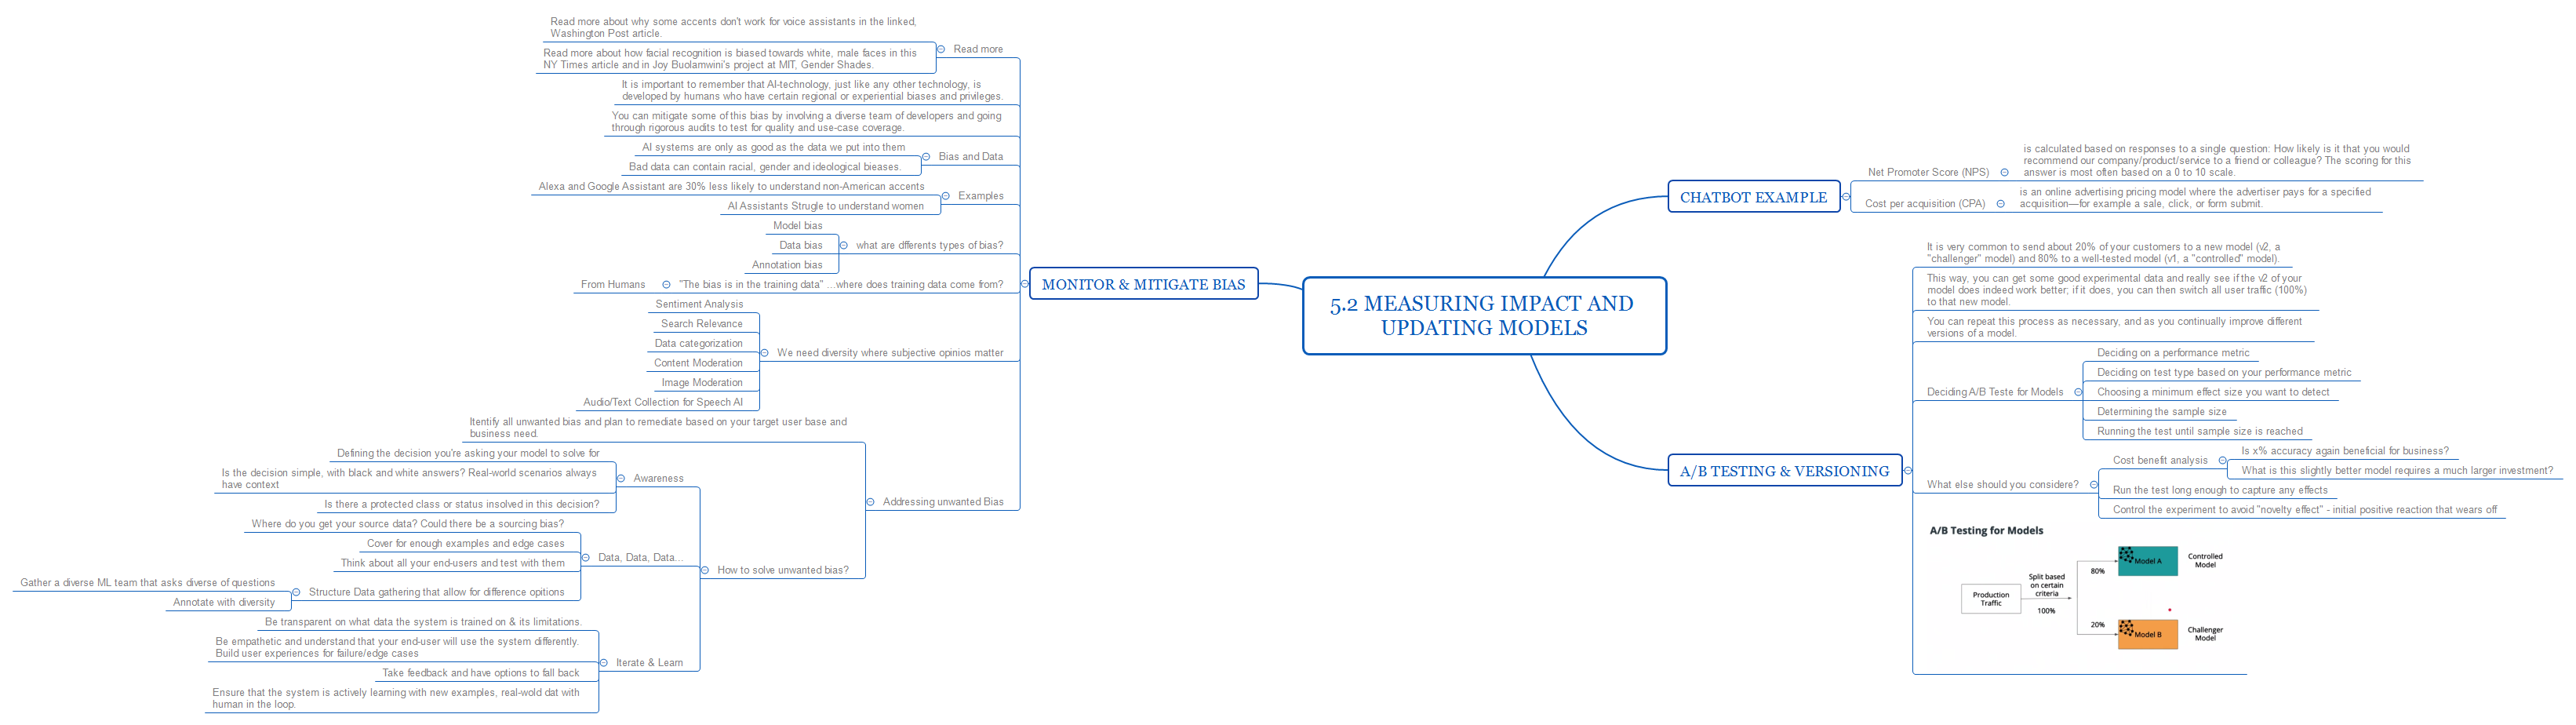 5.2 MEASURING IMPACT AND
UPDATING MODELS
CHATBOT EXAMPLE
Net Promoter Score (NPS)
is calculated based on responses to a single question: How likely is it that you would
recommend our company/product/service to a friend or colleague? The scoring for this
answer is most often based on a 0 to 10 scale.
Cost per acquisition (CPA)
is an online advertising pricing model where the advertiser pays for a specified
acquisition—for example a sale, click, or form submit.
A/B TESTING & VERSIONING
It is very common to send about 20% of your customers to a new model (v2, a
"challenger" model) and 80% to a well-tested model (v1, a "controlled" model).
This way, you can get some good experimental data and really see if the v2 of your
model does indeed work better; if it does, you can then switch all user traffic (100%)
to that new model.
You can repeat this process as necessary, and as you continually improve different
versions of a model.
Deciding A/B Teste for Models
Deciding on a performance metric
Deciding on test type based on your performance metric
Choosing a minimum effect size you want to detect
Determining the sample size
Running the test until sample size is reached
What else should you considere?
Cost benefit analysis
Is x% accuracy again beneficial for business?
What is this slightly better model requires a much larger investment?
Run the test long enough to capture any effects
Control the experiment to avoid "novelty effect" - initial positive reaction that wears off
A/B Testing for Models
Production
Traffic
Split based
on certain
criteria
100%
80%
Model A
Controlled
Model
20%
Model B
Challenger
Model
MONITOR & MITIGATE BIAS
Read more
Read more about why some accents don't work for voice assistants in the linked,
Washington Post article.
Read more about how facial recognition is biased towards white, male faces in this
NY Times article and in Joy Buolamwini's project at MIT, Gender Shades.
It is important to remember that AI-technology, just like any other technology, is
developed by humans who have certain regional or experiential biases and privileges.
You can mitigate some of this bias by involving a diverse team of developers and going
through rigorous audits to test for quality and use-case coverage.
Bias and Data
AI systems are only as good as the data we put into them
Bad data can contain racial, gender and ideological bieases.
Examples
Alexa and Google Assistant are 30% less likely to understand non-American accents
AI Assistants Strugle to understand women
what are dfferents types of bias?
Model bias
Data bias
Annotation bias
"The bias is in the training data" ...where does training data come from?
From Humans
We need diversity where subjective opinios matter
Sentiment Analysis
Search Relevance
Data categorization
Content Moderation
Image Moderation
Audio/Text Collection for Speech AI
Addressing unwanted Bias
Itentify all unwanted bias and plan to remediate based on your target user base and
business need.
How to solve unwanted bias?
Awareness
Defining the decision you're asking your model to solve for
Is the decision simple, with black and white answers? Real-world scenarios always
have context
Is there a protected class or status involved in this decision?
Data, Data, Data...
Where do you get your source data? Could there be a sourcing bias?
Cover for enough examples and edge cases
Think about all your end-users and test with them
Structure Data gathering that allow for difference opitions
Gather a diverse ML team that asks diverse of questions
Annotate with diversity
Iterate & Learn
Be transparent on what data the system is trained on & its limitations.
Be empathetic and understand that your end-user will use the system differently.
Build user experiences for failure/edge cases
Take feedback and have options to fall back
Ensure that the system is actively learning with new examples, real-wold dat with
human in the loop.